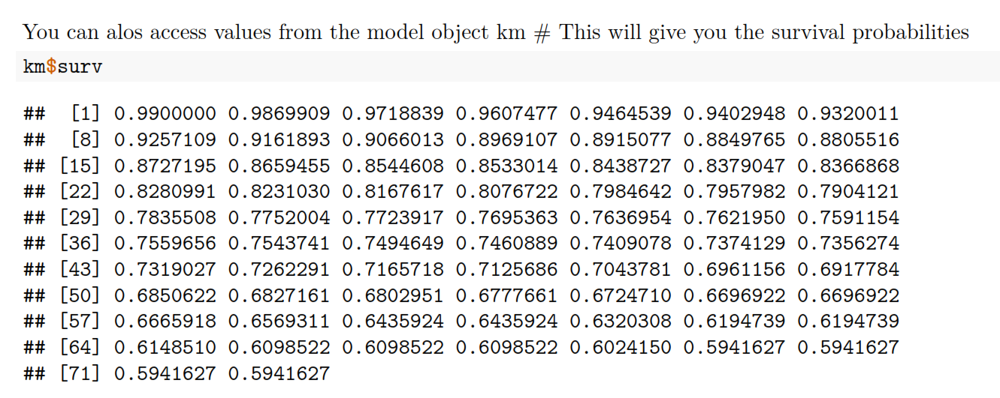 You can alos access values from the model object km # This will give you the survival probabilities
km$surv
##  [1] 0.9900000 0.9869909 0.9718839 0.9607477 0.9464539 0.9402948 0.9320011
##  [8] 0.9257109 0.9161893 0.9066013 0.8969107 0.8915077 0.8849765 0.8805516
## [15] 0.8727195 0.8659455 0.8544608 0.8533014 0.8438727 0.8379047 0.8366868
## [22] 0.8280991 0.8231030 0.8167617 0.8076722 0.7984642 0.7957982 0.7904121
## [29] 0.7835508 0.7752004 0.7723917 0.7695363 0.7636954 0.7621950 0.7591154
## [36] 0.7559656 0.7543741 0.7494649 0.7460889 0.7409078 0.7374129 0.7356274
## [43] 0.7319027 0.7262291 0.7165718 0.7125686 0.7043781 0.6961156 0.6917784
## [50] 0.6850622 0.6827161 0.6802951 0.6777661 0.6724710 0.6696922 0.6696922
## [57] 0.6665918 0.6569311 0.6435924 0.6435924 0.6320308 0.6194739 0.6194739
## [64] 0.6148510 0.6098522 0.6098522 0.6098522 0.6024150 0.5941627 0.5941627
## [71] 0.5941627 0.5941627